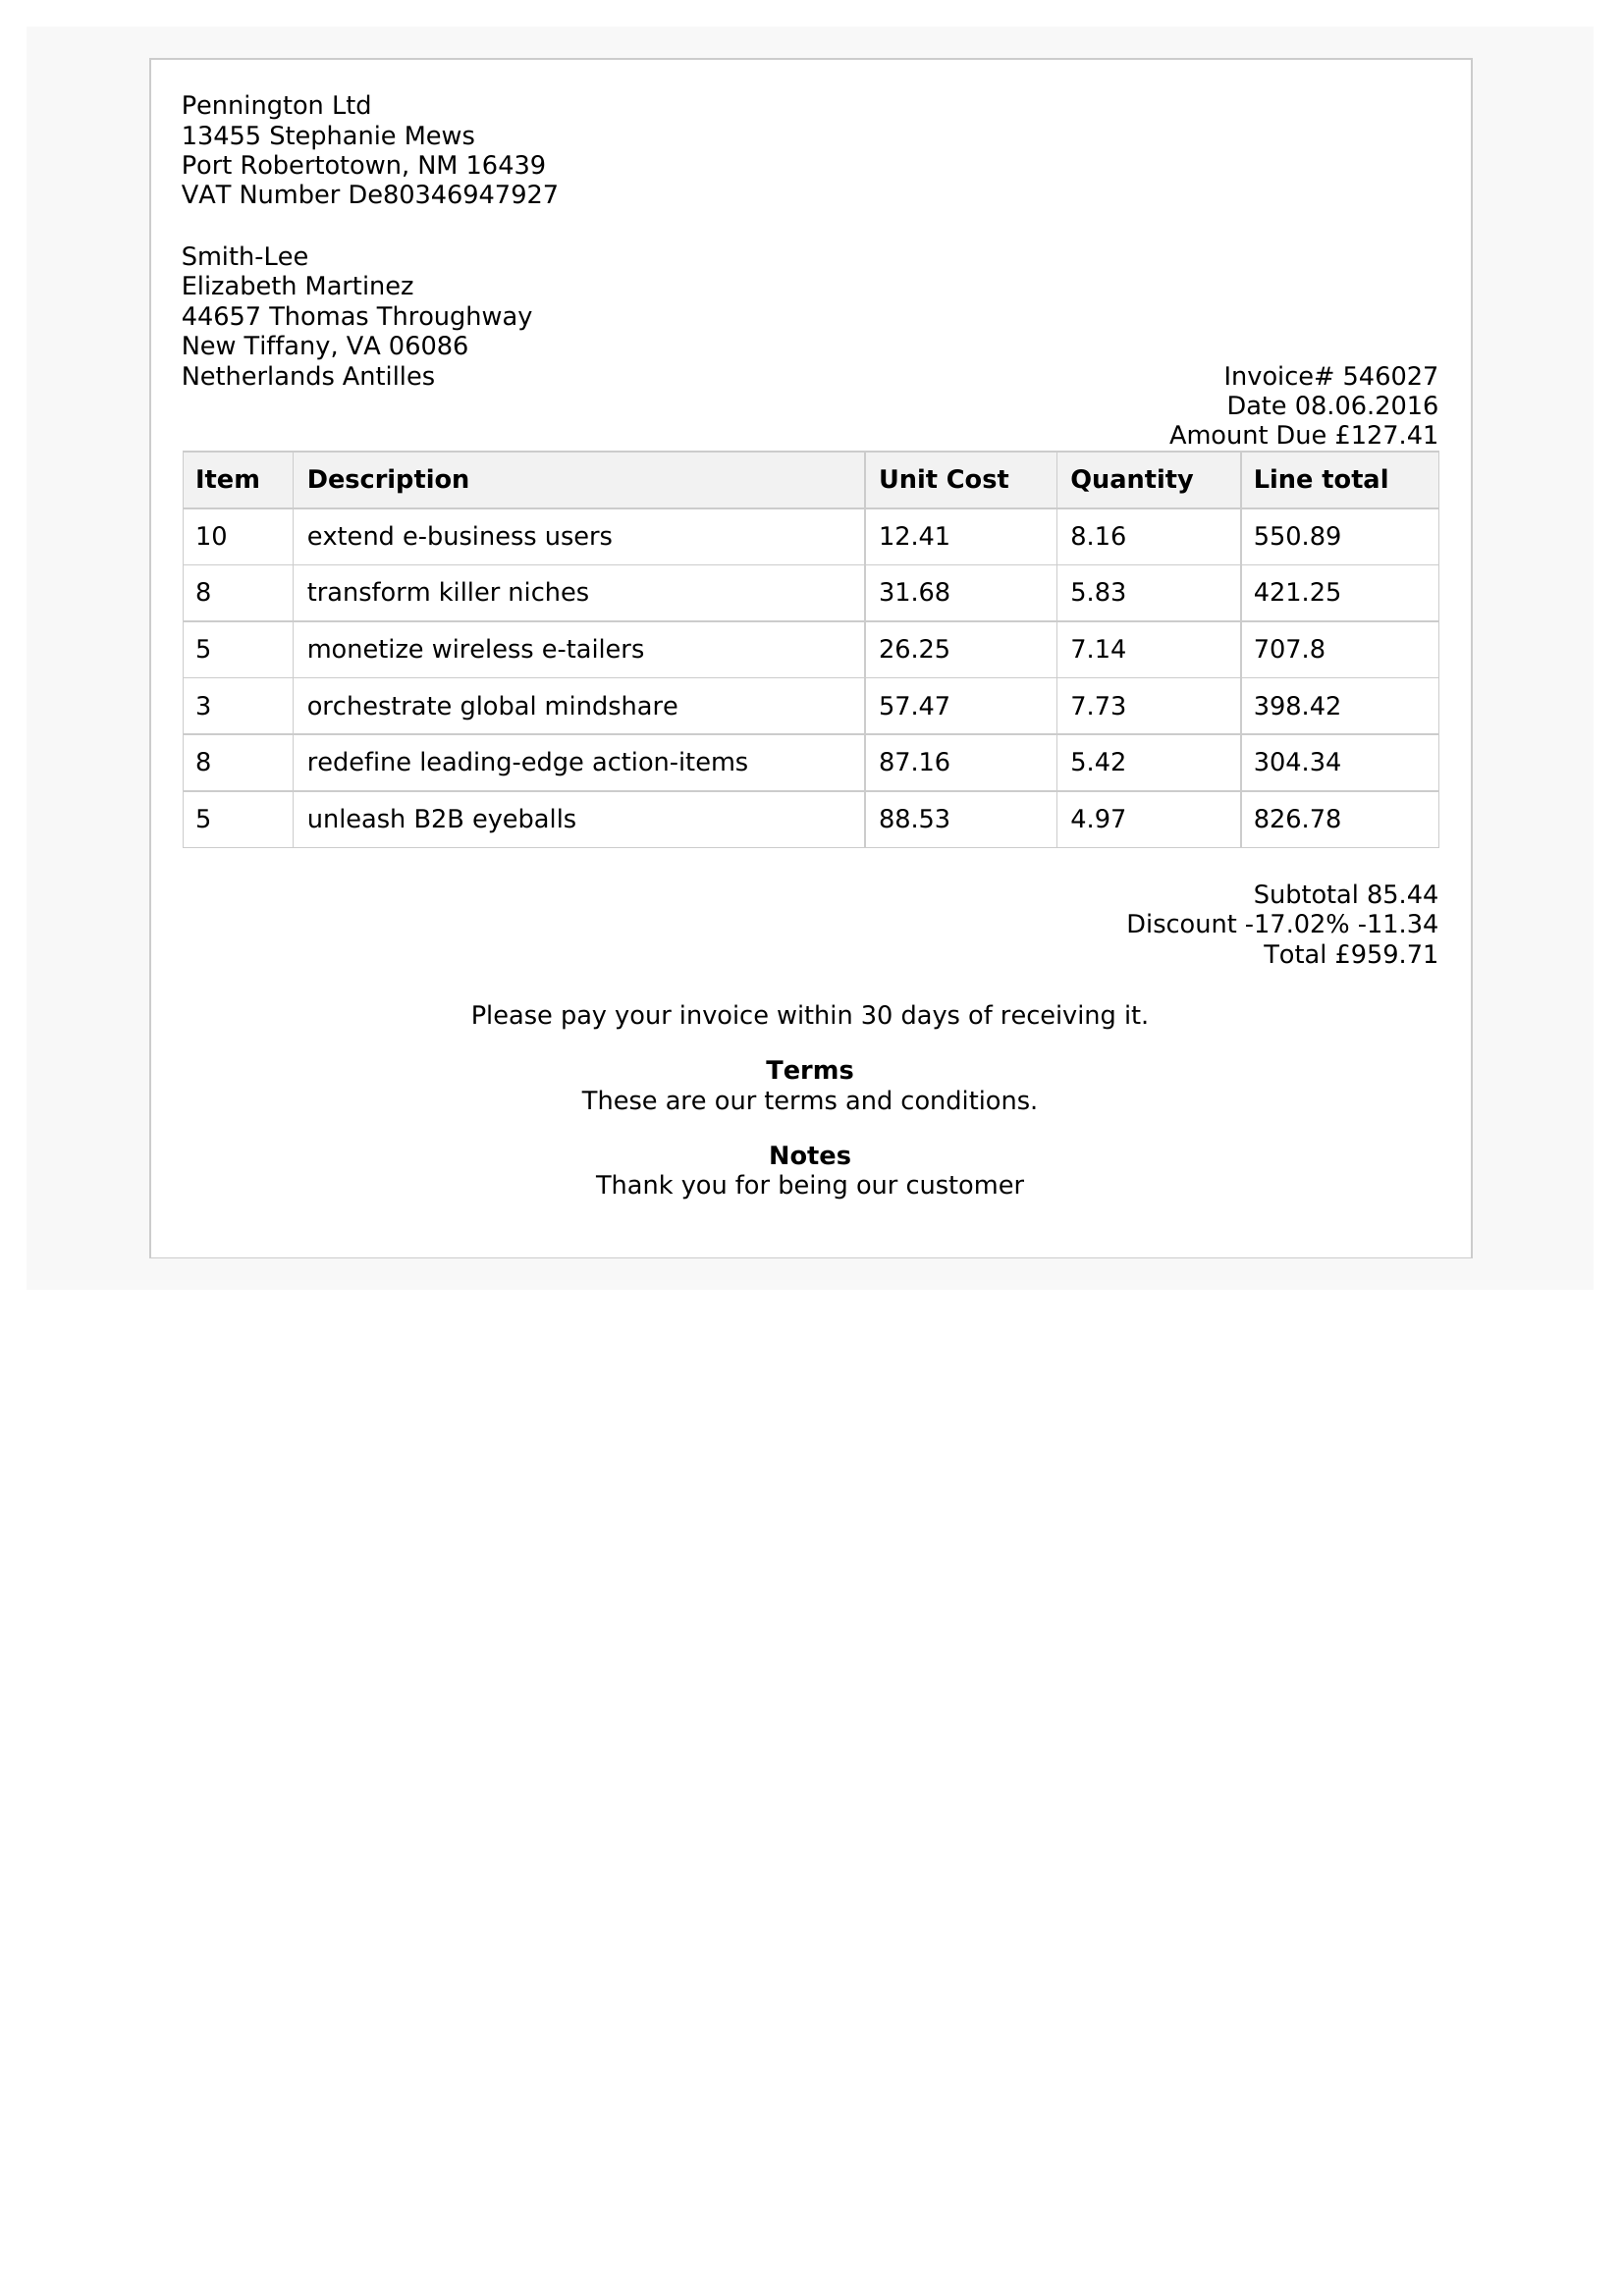 Pennington Ltd
13455 Stephanie Mews
Port Robertotown, NM 16439
VAT Number De80346947927
Smith-Lee
Elizabeth Martinez
44657 Thomas Throughway
New Tiffany, VA 06086
Netherlands Antilles
Invoice# 546027
Date 08.06.2016
Amount Due £127.41
Item Description Unit Cost Quantity Line total
10 extend e-business users 12.41 8.16 550.89
8 transform killer niches 31.68 5.83 421.25
5 monetize wireless e-tailers 26.25 7.14 707.8
3 orchestrate global mindshare 57.47 7.73 398.42
8 redefine leading-edge action-items 87.16 5.42 304.34
5 unleash B2B eyeballs 88.53 4.97 826.78
Subtotal 85.44
Discount -17.02% -11.34
Total £959.71
Please pay your invoice within 30 days of receiving it.
Terms
These are our terms and conditions.
Notes
Thank you for being our customer